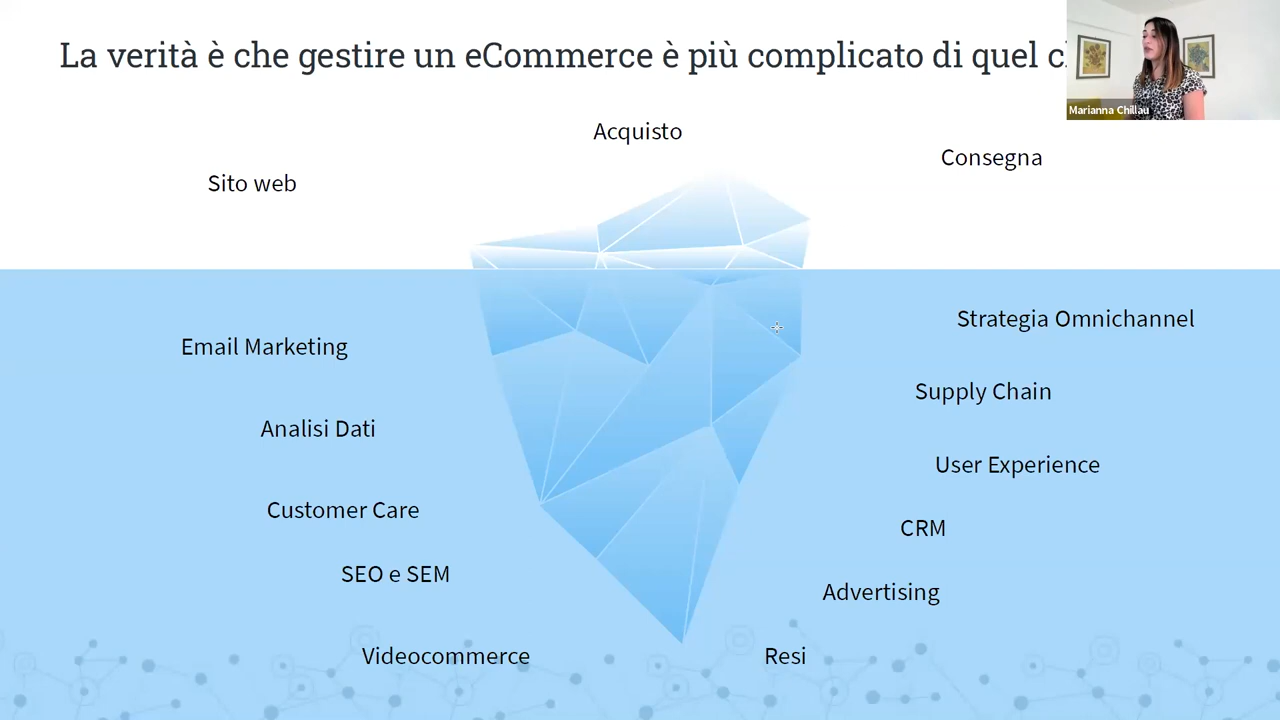 La verità è che gestire un eCommerce è più complicato di quel
Marianna Chillau
Acquisto
Consegna
Sito web
Strategia Omnichannel
Email Marketing
Supply Chain
Analisi Dati
User Experience
Customer Care
CRM
SEO e SEM
Advertising
Videocommerce
Resi